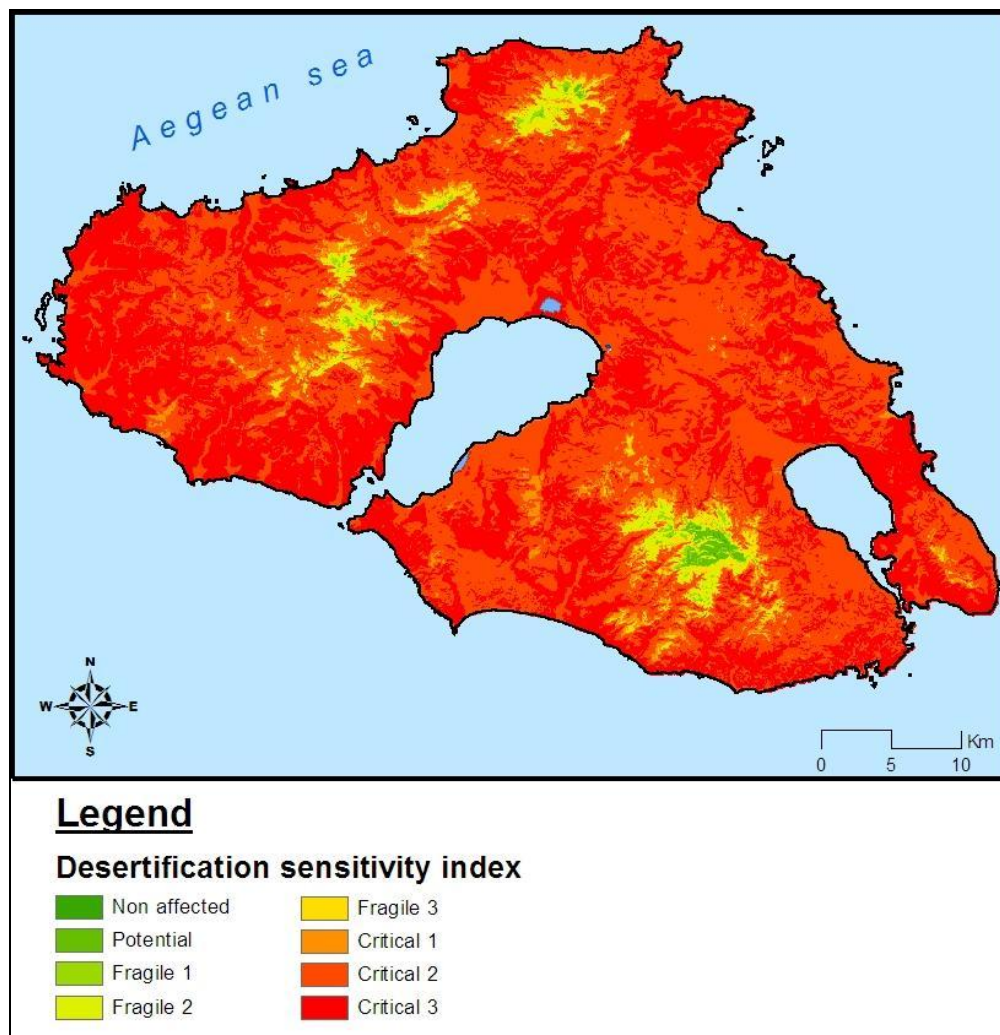 Aegean sea
N
W E
S
Km
0 5 10
Legend
Desertification sensitivity index
Non affected
Potential
Fragile 1
Fragile 2
Fragile 3
Critical 1
Critical 2
Critical 3